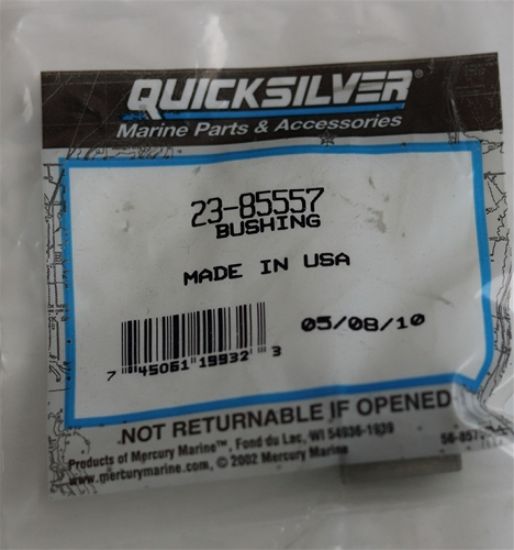 QUICKSILVER®
Marine Parts & Accessories
23-85557
BUSHING
MADE IN USA
05/08/10
7 45061 19932 3
NOT RETURNABLE IF OPENED
Products of Mercury Marine™, Fond du Lac, WI 54936-1939
www.mercurymarine.com, © 2002 Mercury Marine